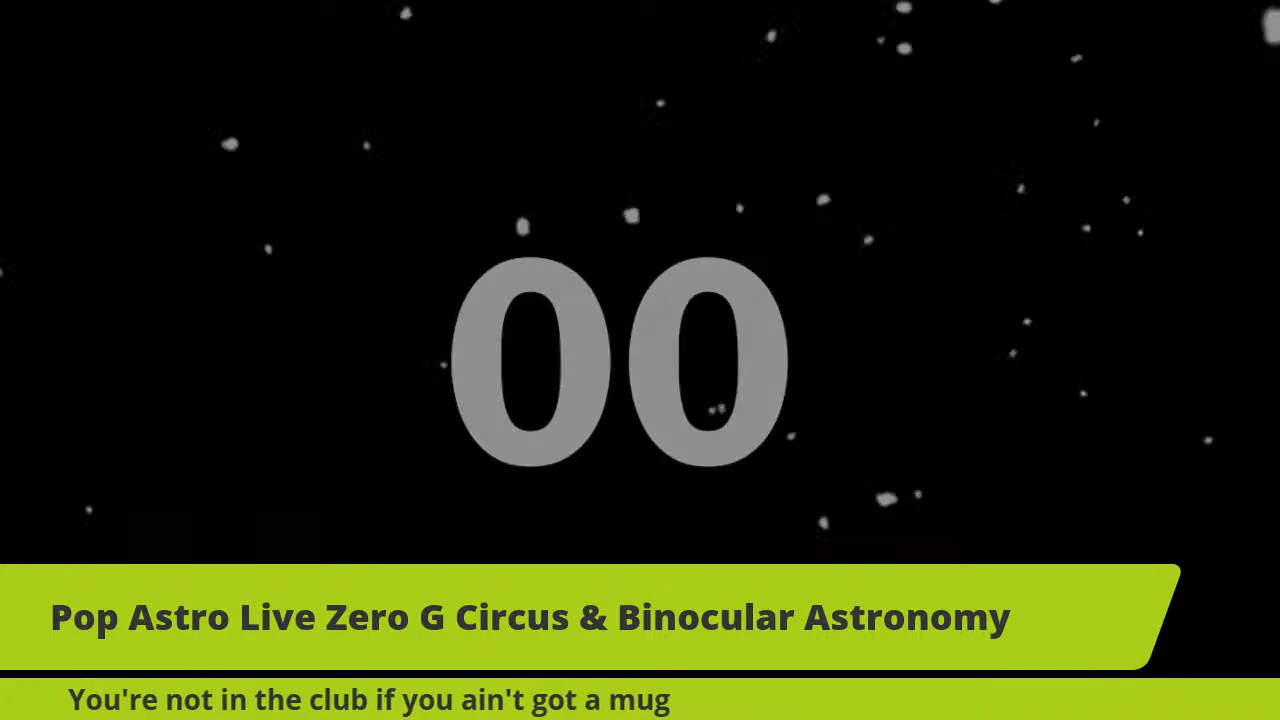 00
Pop Astro Live Zero G Circus & Binocular Astronomy
You're not in the club if you ain't got a mug